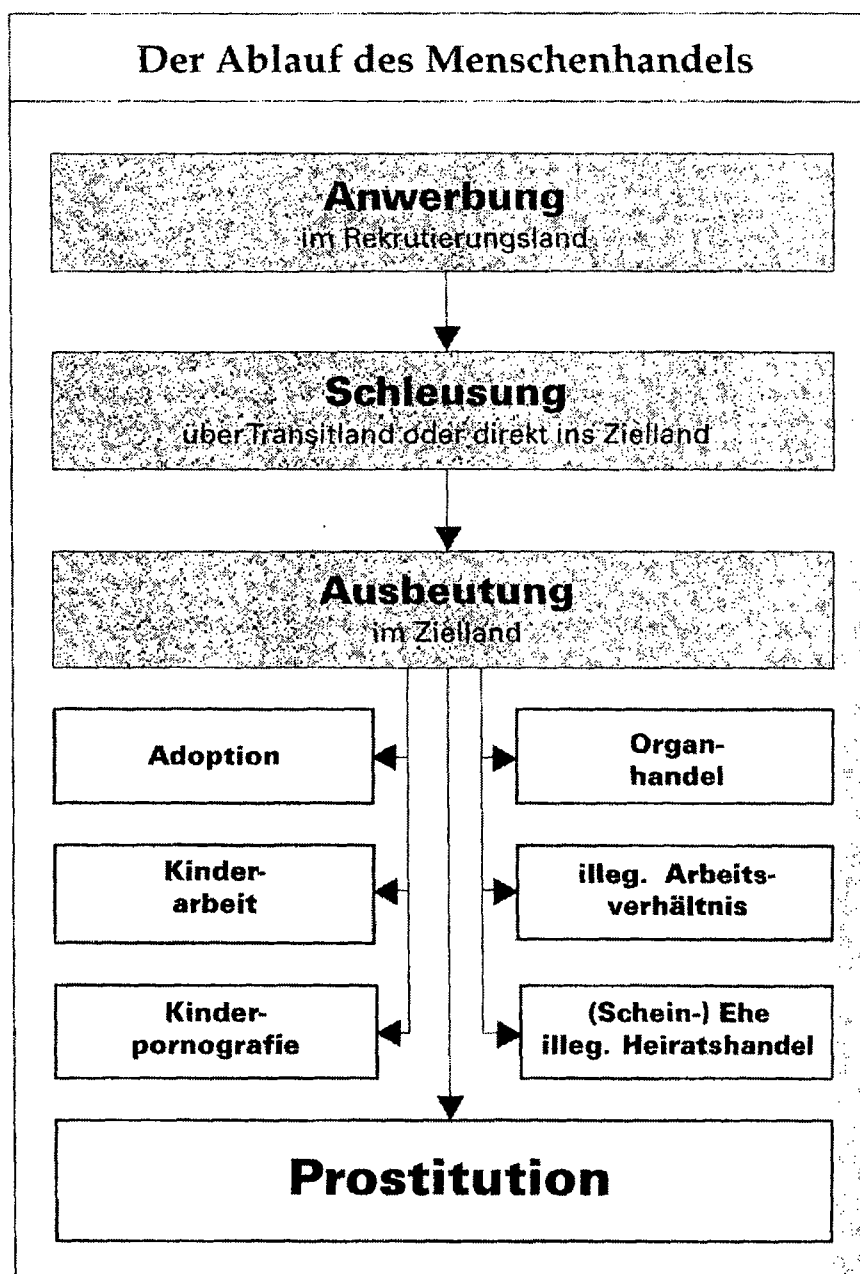 Der Ablauf des Menschenhandels
Anwerbung
im Rekrutierungsland
Schleusung
über Transitland oder direkt ins Zielland
Ausbeutung
im Zielland
Adoption
Organ-
handel
Kinder-
arbeit
illeg. Arbeits-
verhältnis
Kinder-
pornografie
(Schein-) Ehe
illeg. Heiratshandel
Prostitution